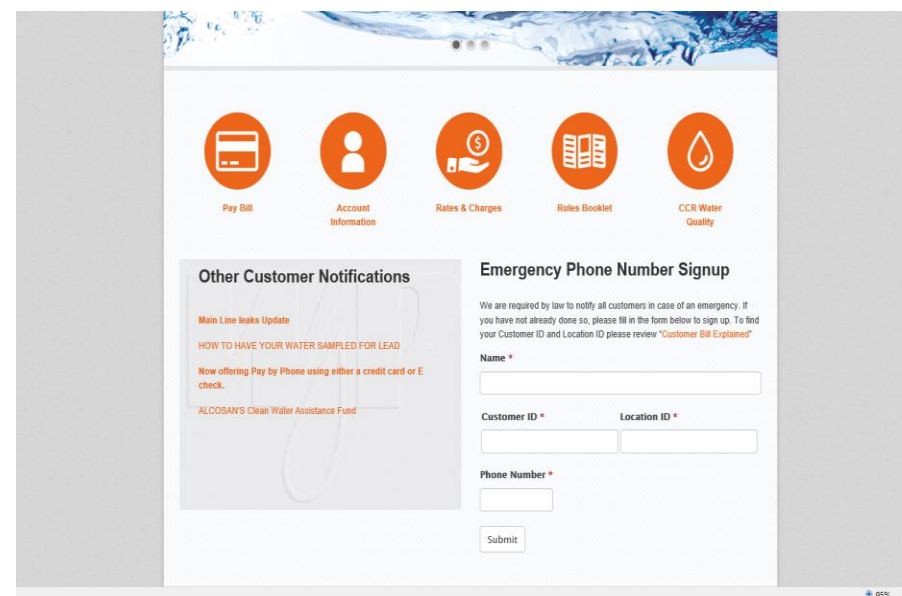 Pay Bill
Account
Information
Rates & Charges
Rules Booklet
CCR Water
Quality
Other Customer Notifications
Main Line leaks Update
HOW TO HAVE YOUR WATER SAMPLED FOR LEAD
Now offering Pay by Phone using either a credit card or E
check.
ALCOSAN'S Clean Water Assistance Fund
Emergency Phone Number Signup
We are required by law to notify all customers in case of an emergency. If
you have not already done so, please fill in the form below to sign up. To find
your Customer ID and Location ID please review "Customer Bill Explained"
Name *
Customer ID * Location ID *
Phone Number *
Submit
95%